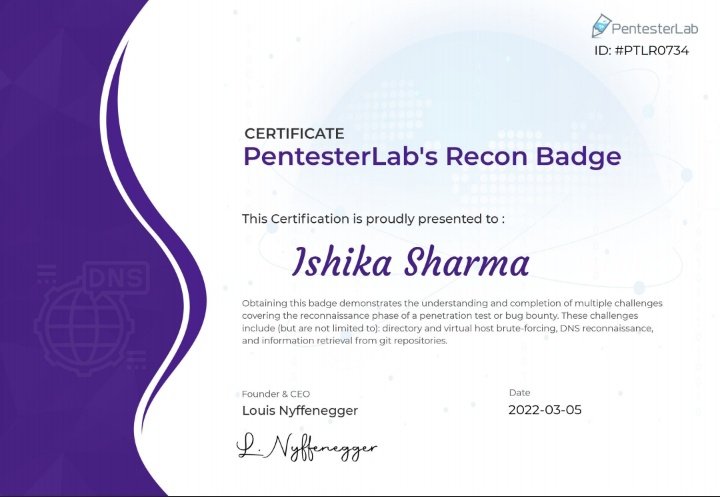 PentesterLab
ID: #PTLR0734
CERTIFICATE
PentesterLab's Recon Badge
This Certification is proudly presented to :
Ishika Sharma
DNS
Obtaining this badge demonstrates the understanding and completion of multiple challenges
covering the reconnaissance phase of a penetration test or bug bounty. These challenges
include (but are not limited to): directory and virtual host brute-forcing, DNS reconnaissance,
and information retrieval from git repositories.
Founder & CEO
Louis Nyffenegger
Date
2022-03-05
L. Nyffenegger